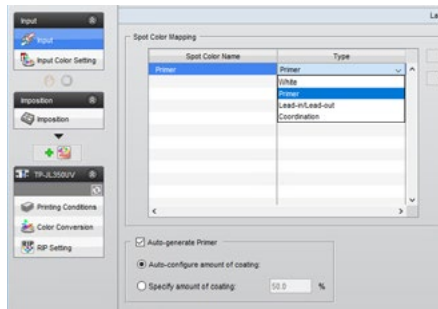 Input
Input
Input Color Setting
Imposition
Imposition
TP-JL350UV
Printing Conditions
Color Conversion
RIP Setting
La
Spot Color Mapping
Spot Color Name Type
Primer Primer
White
Primer
Lead-in/Lead-out
Coordination
Auto-generate Primer
Auto-configure amount of coating:
Specify amount of coating: 50.0 %